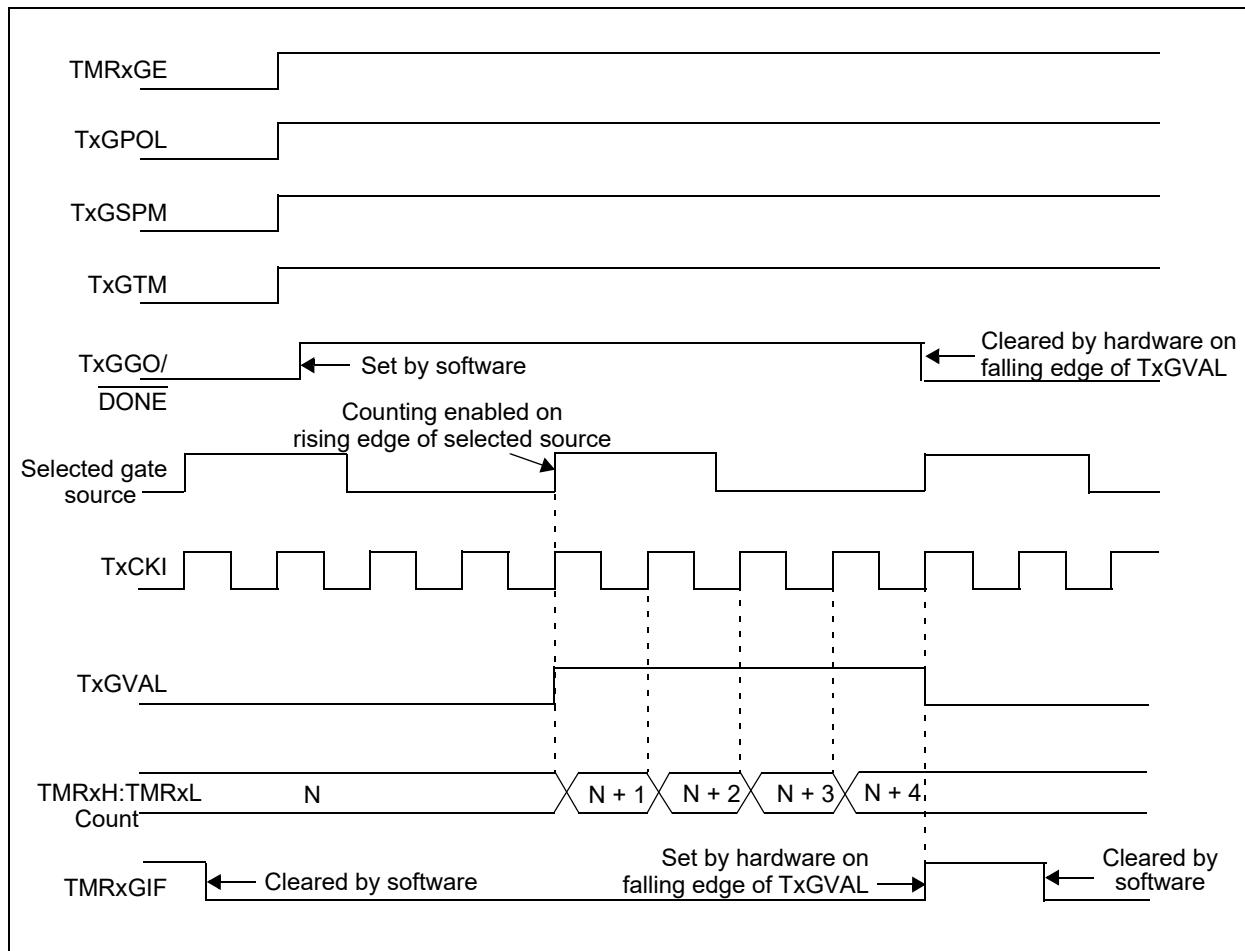 TMRxGE
TxGPOL
TxGSPM
TxGTM
TxGGO/
DONE
Set by software
Cleared by hardware on
falling edge of TxGVAL
Counting enabled on
rising edge of selected source
Selected gate
source
TxCKI
TxGVAL
TMRxH:TMRxL
Count
N
N + 1
N + 2
N + 3
N + 4
TMRxGIF
Cleared by software
Set by hardware on
falling edge of TxGVAL
Cleared by
software